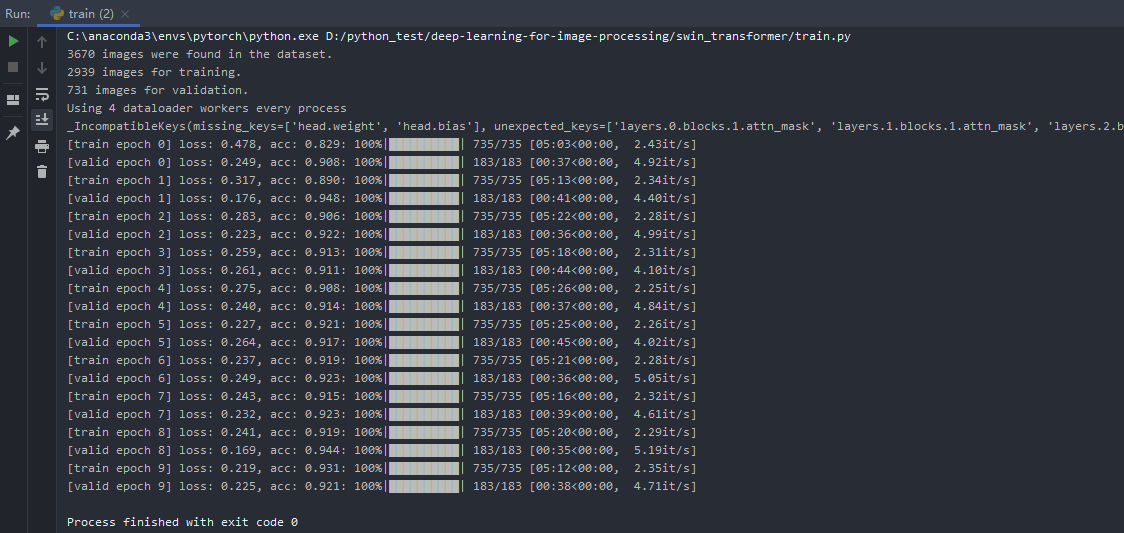 Run: train (2)
C:\anaconda3\envs\pytorch\python.exe D:/python_test/deep-learning-for-image-processing/swin_transformer/train.py
3670 images were found in the dataset.
2939 images for training.
731 images for validation.
Using 4 dataloader workers every process
_IncompatibleKeys(missing_keys=['head.weight', 'head.bias'], unexpected_keys=['layers.0.blocks.1.attn_mask', 'layers.1.blocks.1.attn_mask', 'layers.2.b
[train epoch 0] loss: 0.478, acc: 0.829: 100%|██████████| 735/735 [05:03<00:00,  2.43it/s]
[valid epoch 0] loss: 0.249, acc: 0.908: 100%|██████████| 183/183 [00:37<00:00,  4.92it/s]
[train epoch 1] loss: 0.317, acc: 0.890: 100%|██████████| 735/735 [05:13<00:00,  2.34it/s]
[valid epoch 1] loss: 0.176, acc: 0.948: 100%|██████████| 183/183 [00:41<00:00,  4.40it/s]
[train epoch 2] loss: 0.283, acc: 0.906: 100%|██████████| 735/735 [05:22<00:00,  2.28it/s]
[valid epoch 2] loss: 0.223, acc: 0.922: 100%|██████████| 183/183 [00:36<00:00,  4.99it/s]
[train epoch 3] loss: 0.259, acc: 0.913: 100%|██████████| 735/735 [05:18<00:00,  2.31it/s]
[valid epoch 3] loss: 0.261, acc: 0.911: 100%|██████████| 183/183 [00:44<00:00,  4.10it/s]
[train epoch 4] loss: 0.275, acc: 0.908: 100%|██████████| 735/735 [05:26<00:00,  2.25it/s]
[valid epoch 4] loss: 0.240, acc: 0.914: 100%|██████████| 183/183 [00:37<00:00,  4.84it/s]
[train epoch 5] loss: 0.227, acc: 0.921: 100%|██████████| 735/735 [05:25<00:00,  2.26it/s]
[valid epoch 5] loss: 0.264, acc: 0.917: 100%|██████████| 183/183 [00:45<00:00,  4.02it/s]
[train epoch 6] loss: 0.237, acc: 0.919: 100%|██████████| 735/735 [05:21<00:00,  2.28it/s]
[valid epoch 6] loss: 0.249, acc: 0.923: 100%|██████████| 183/183 [00:36<00:00,  5.05it/s]
[train epoch 7] loss: 0.243, acc: 0.915: 100%|██████████| 735/735 [05:16<00:00,  2.32it/s]
[valid epoch 7] loss: 0.232, acc: 0.923: 100%|██████████| 183/183 [00:39<00:00,  4.61it/s]
[train epoch 8] loss: 0.241, acc: 0.919: 100%|██████████| 735/735 [05:20<00:00,  2.29it/s]
[valid epoch 8] loss: 0.169, acc: 0.944: 100%|██████████| 183/183 [00:35<00:00,  5.19it/s]
[train epoch 9] loss: 0.219, acc: 0.931: 100%|██████████| 735/735 [05:12<00:00,  2.35it/s]
[valid epoch 9] loss: 0.225, acc: 0.921: 100%|██████████| 183/183 [00:38<00:00,  4.71it/s]
Process finished with exit code 0